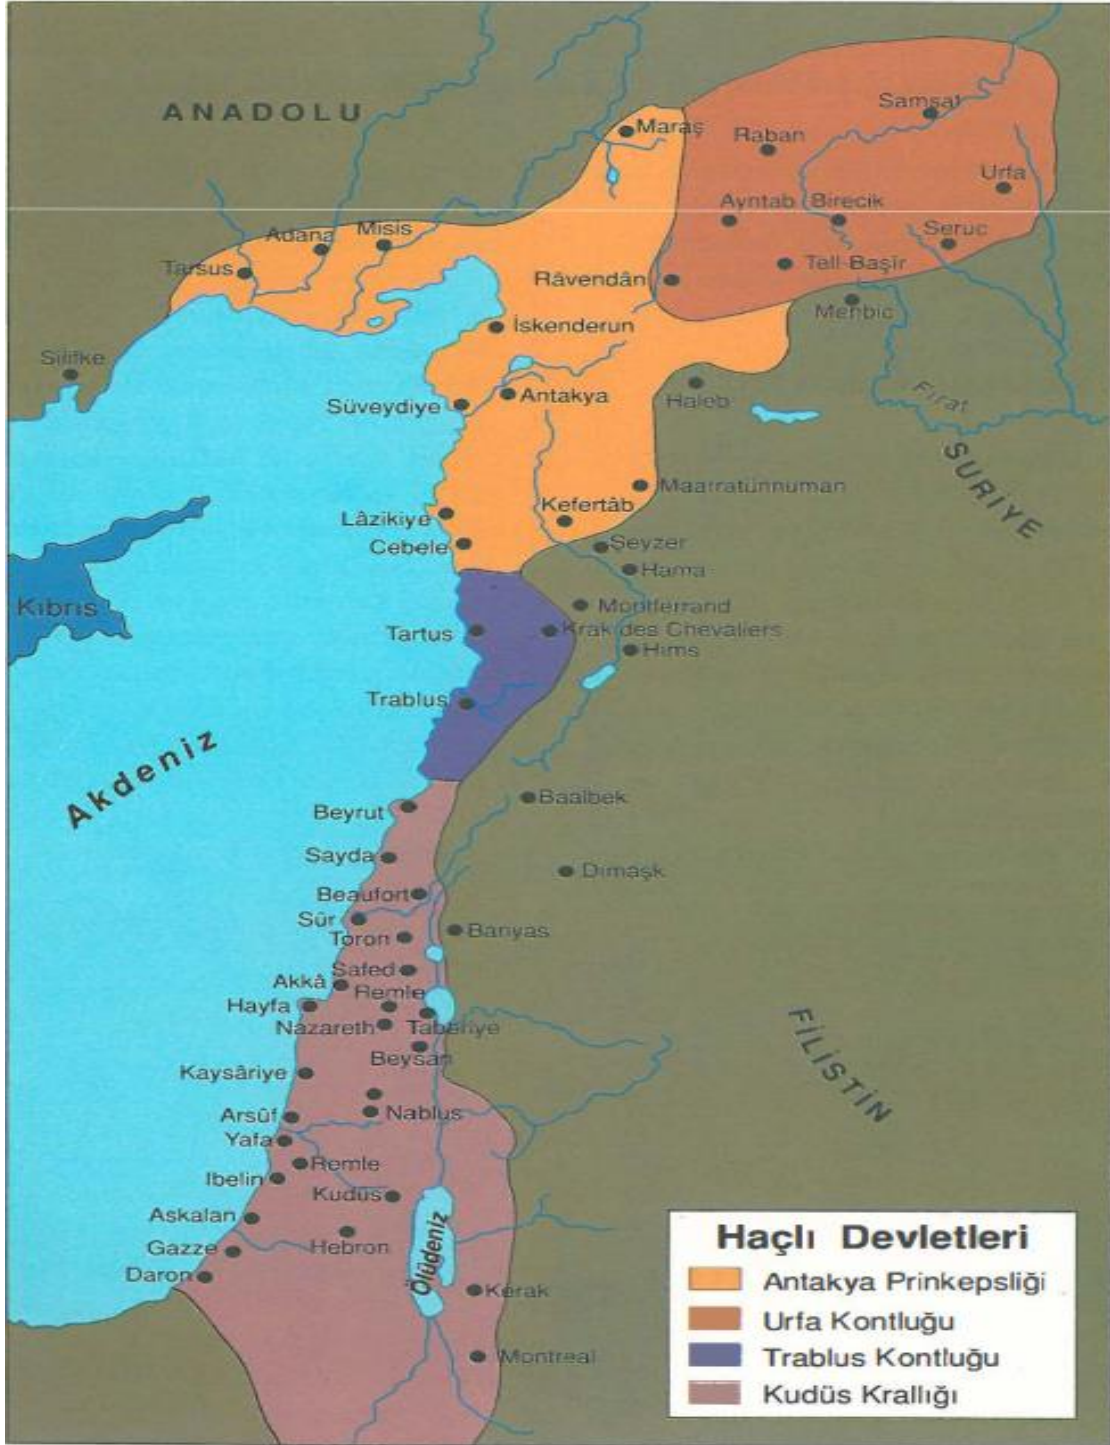 ANADOLU
Samsat
Maraş
Raban
Urfa
Ayntab
Birecik
Adana
Misis
Seruc
Tarsus
Tell-Başîr
Râvendân
Menbic
İskenderun
Silifke
Antakya
Haleb
Süveydiye
Fırat
SURİYE
Maarratünnuman
Kefertâb
Lâzikiye
Cebele
Şeyzer
Hama
Kıbrıs
Montferrand
Tartus
Krak des Chevaliers
Hıms
Trablus
Akdeniz
Beyrut
Baalbek
Sayda
Dımaşk
Beaufort
Sûr
Toron
Banyas
Safed
Akkâ
Remle
Hayfa
Nazareth
Taberiye
FİLİSTİN
Beysan
Kaysâriye
Arsûf
Nablus
Yafa
Remle
Ibelin
Kudüs
Askalan
Gazze
Hebron
Ölüdeniz
Daron
Kerak
Montreal
Haçlı Devletleri
Antakya Prinkepsliği
Urfa Kontluğu
Trablus Kontluğu
Kudüs Krallığı